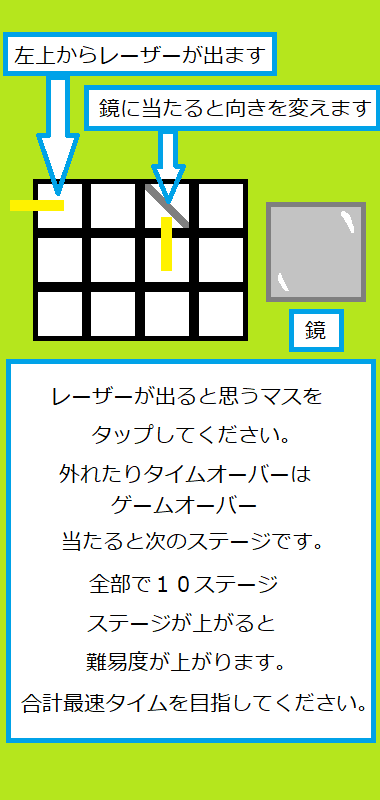 左上からレーザーが出ます
鏡に当たると向きを変えます
鏡
レーザーが出ると思うマスを
タップしてください。
外れたりタイムオーバーは
ゲームオーバー
当たると次のステージです。
全部で１０ステージ
ステージが上がると
難易度が上がります。
合計最速タイムを目指してください。